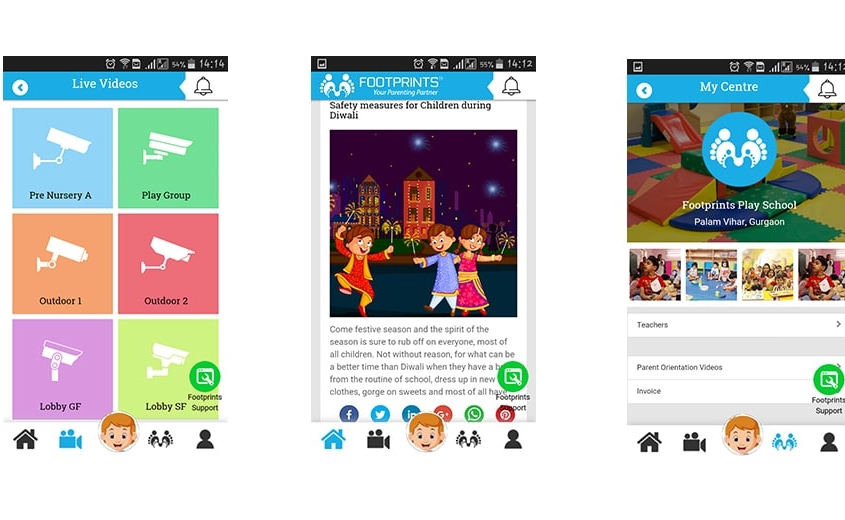 54% 14:14
Live Videos
Pre Nursery A
Play Group
Outdoor 1
Outdoor 2
Lobby GF
Lobby SF
Footprints
Support
55% 14:12
FOOTPRINTS
Your Parenting Partner
Safety measures for Children during
Diwali
Come festive season and the spirit of the
season is sure to rub off on everyone, most of
all children. Not without reason, for what can be
a better time than Diwali when they have a b
from the routine of school, dress up in new
clothes, gorge on sweets and most of all have
Footprints
Support
54% 14:12
My Centre
Footprints Play School
Palam Vihar, Gurgaon
Teachers
Parent Orientation Videos
Invoice
Footprints
Support